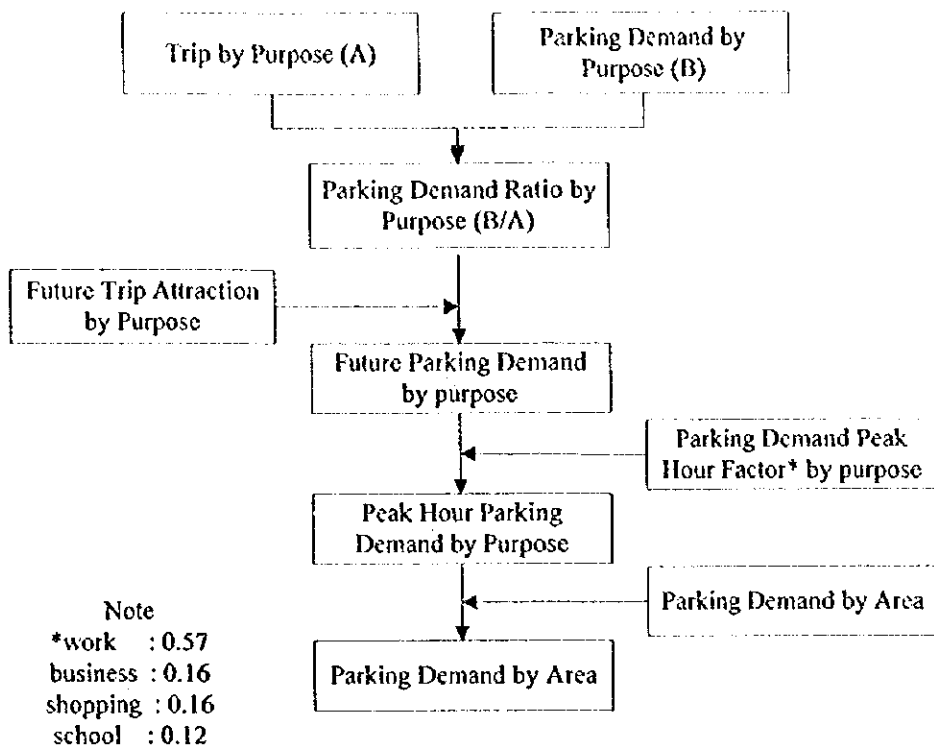 Trip by Purpose (A)
Parking Demand by
Purpose (B)
Parking Demand Ratio by
Purpose (B/A)
Future Trip Attraction
by Purpose
Future Parking Demand
by purpose
Parking Demand Peak
Hour Factor* by purpose
Peak Hour Parking
Demand by Purpose
Parking Demand by Area
Parking Demand by Area
Note
*work : 0.57
business : 0.16
shopping : 0.16
school : 0.12